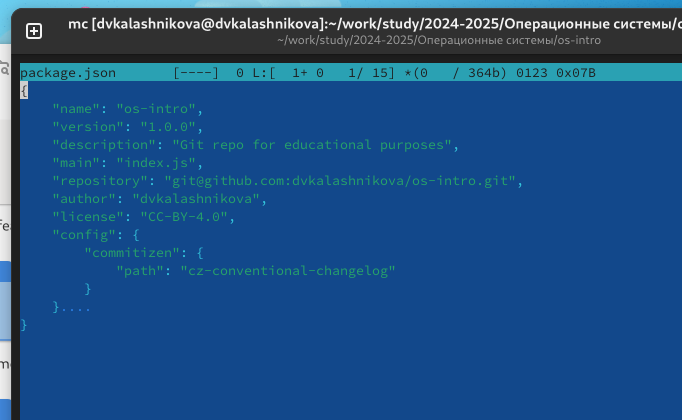 mc [dvkalashnikova@dvkalashnikova]:~/work/study/2024-2025/Операционные системы/o
~/work/study/2024-2025/Операционные системы/os-intro
package.json       [----]  0 L:[  1+ 0   1/ 15] *(0   / 364b) 0123 0x07B
{
    "name": "os-intro",
    "version": "1.0.0",
    "description": "Git repo for educational purposes",
    "main": "index.js",
    "repository": "git@github.com:dvkalashnikova/os-intro.git",
    "author": "dvkalashnikova",
    "license": "CC-BY-4.0",
    "config": {
        "commitizen": {
            "path": "cz-conventional-changelog"
        }
    }....
}